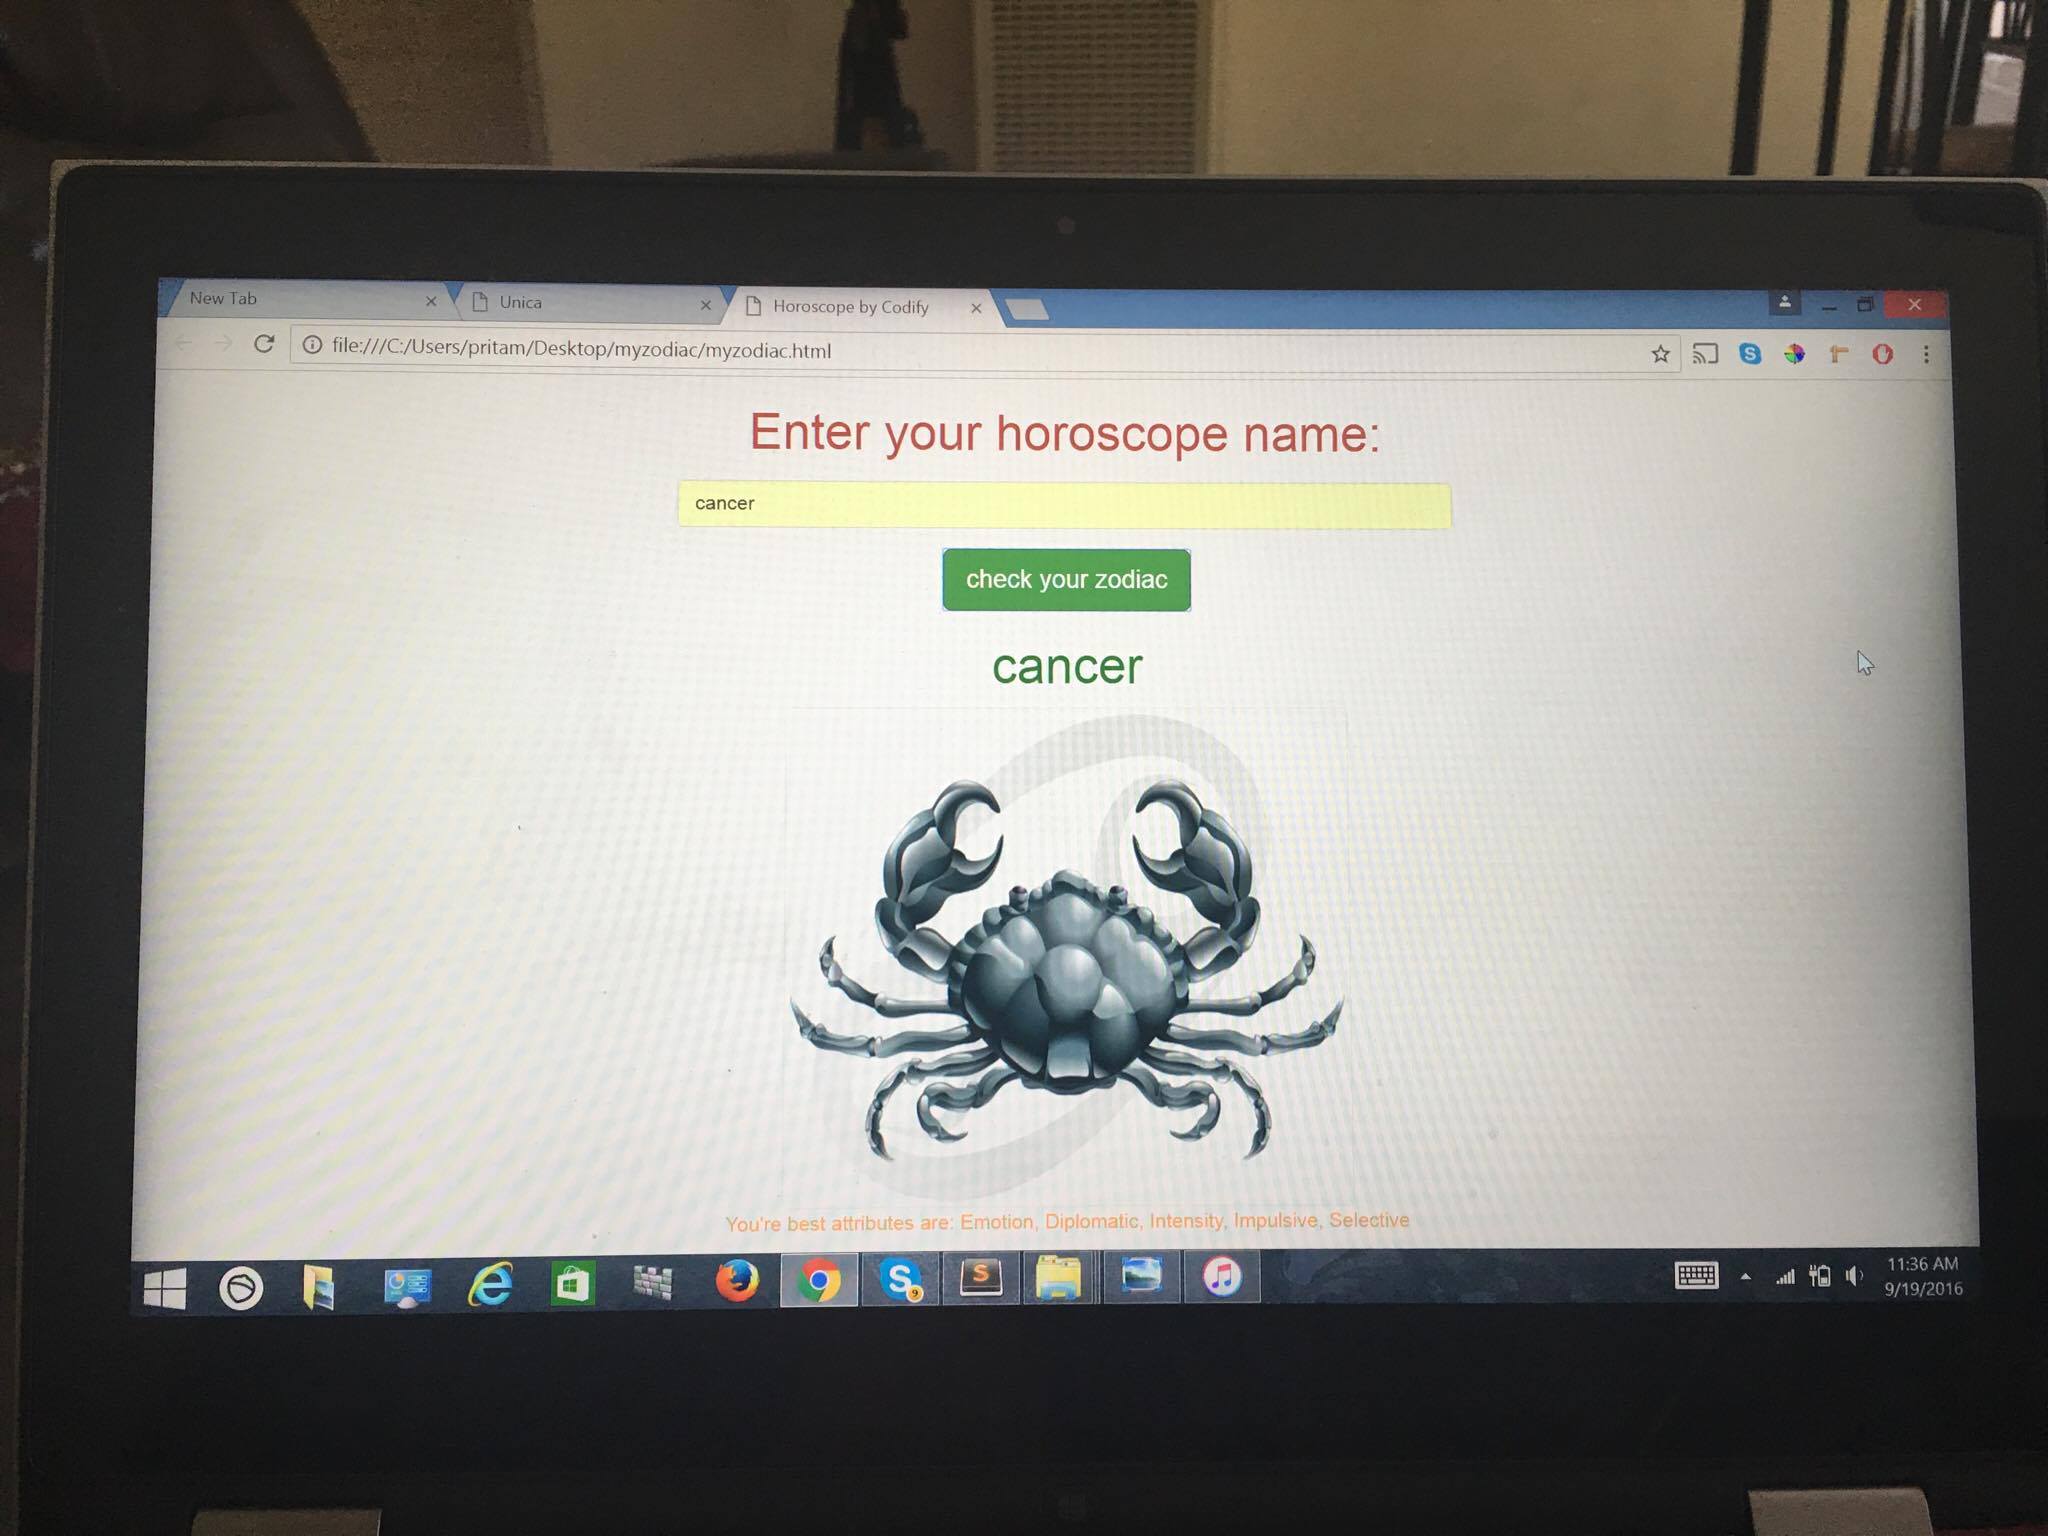 New Tab
Unica
Horoscope by Codify
file:///C:/Users/pritam/Desktop/myzodiac/myzodiac.html
Enter your horoscope name:
cancer
check your zodiac
cancer
You're best attributes are: Emotion, Diplomatic, Intensity, Impulsive, Selective
9
11:36 AM
9/19/2016